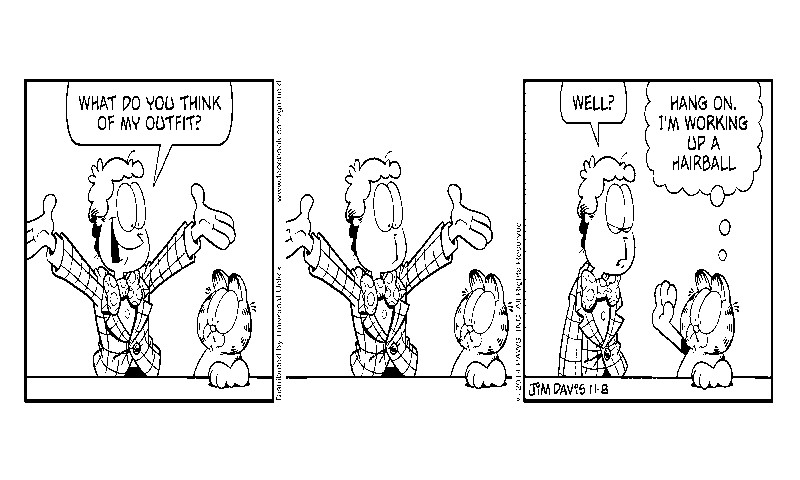 WHAT DO YOU THINK
OF MY OUTFIT?
WELL?
HANG ON.
I'M WORKING
UP A
HAIRBALL
JIM DAVIS 11-8